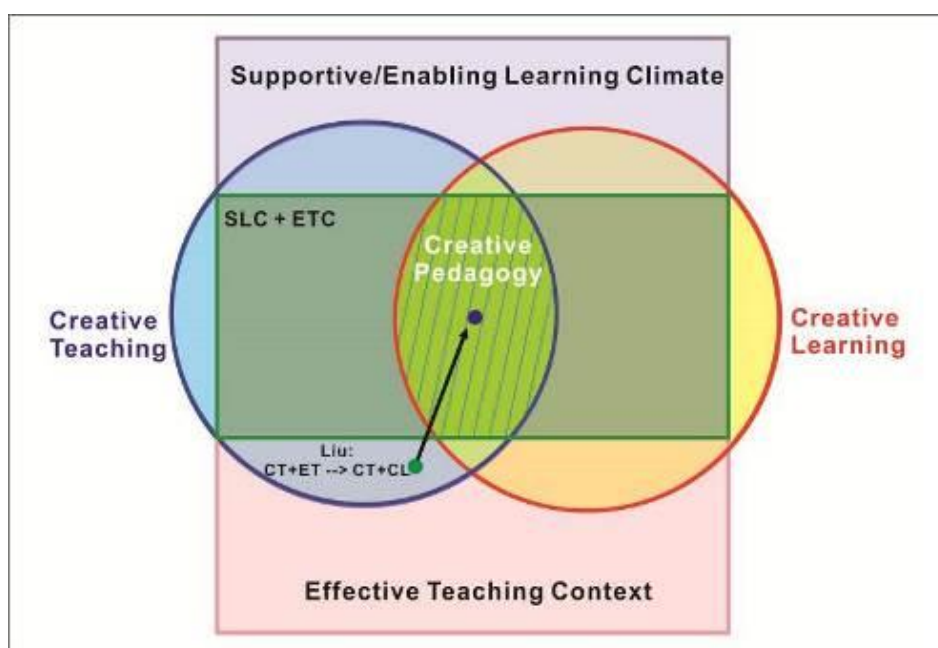 Supportive/Enabling Learning Climate
SLC + ETC
Creative
Pedagogy
Creative
Teaching
Creative
Learning
Liu:
CT+ET --> CT+CL
Effective Teaching Context